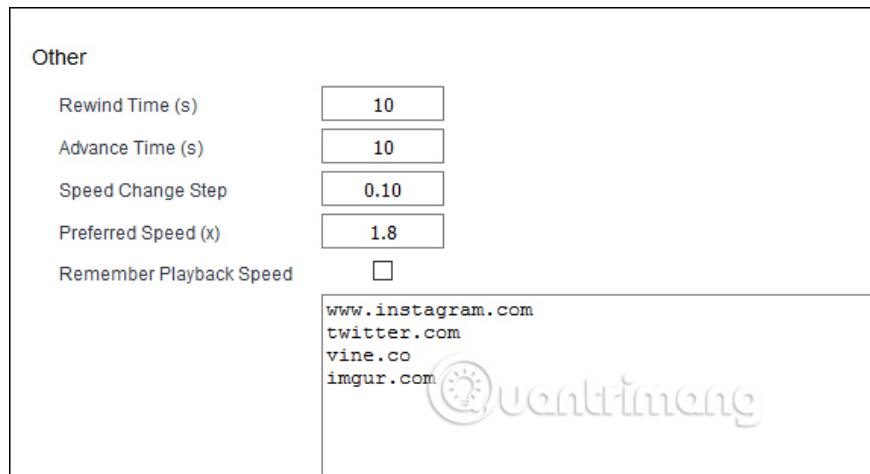 Other
Rewind Time (s) 10
Advance Time (s) 10
Speed Change Step 0.10
Preferred Speed (x) 1.8
Remember Playback Speed
www.instagram.com
twitter.com
vine.co
imgur.com
Quantrimang